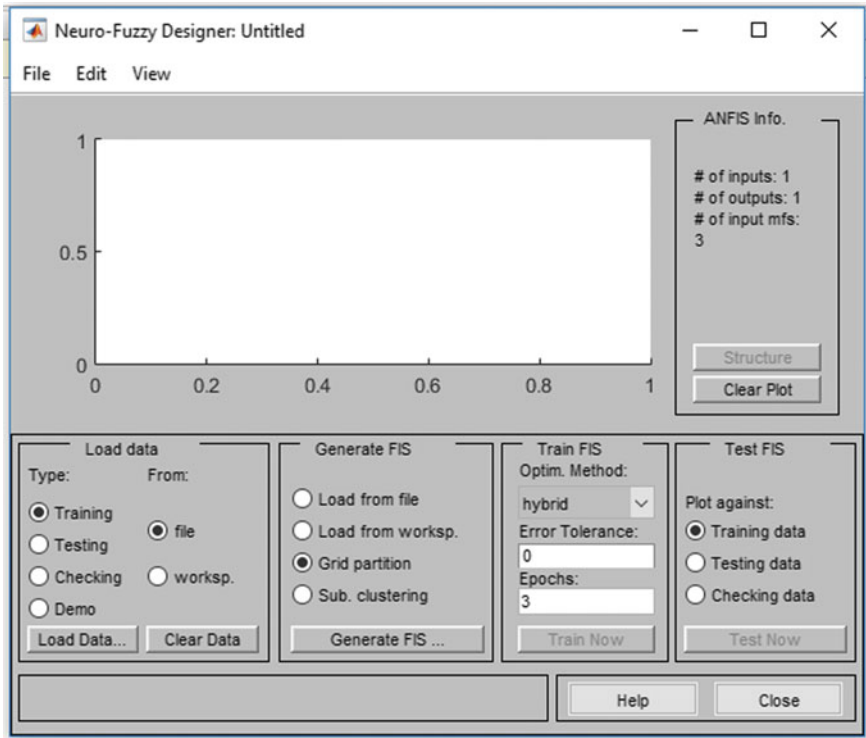 Neuro-Fuzzy Designer: Untitled
File Edit View
1
0.5
0
0 0.2 0.4 0.6 0.8 1
ANFIS Info.
# of inputs: 1
# of outputs: 1
# of input mfs:
3
Structure
Clear Plot
Load data
Type: From:
Training
Testing
Checking
Demo
file
worksp.
Load Data... Clear Data
Generate FIS
Load from file
Load from worksp.
Grid partition
Sub. clustering
Generate FIS ...
Train FIS
Optim. Method:
hybrid
Error Tolerance:
0
Epochs:
3
Train Now
Test FIS
Plot against:
Training data
Testing data
Checking data
Test Now
Help Close